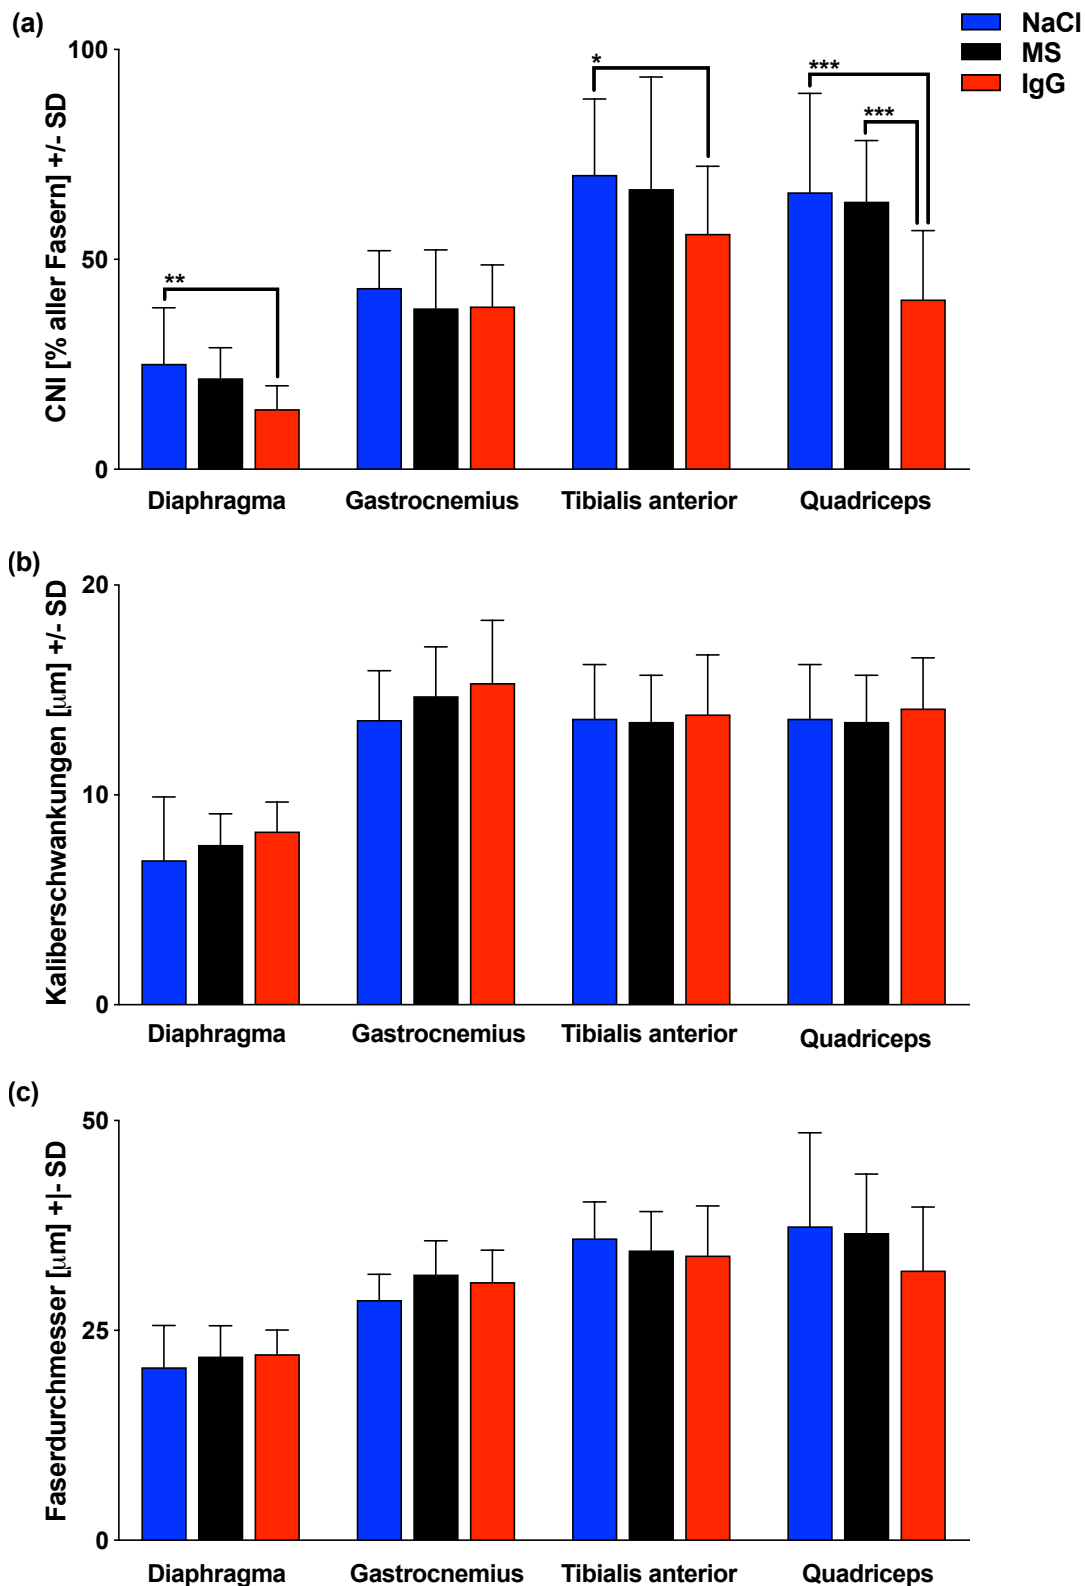 (a)
NaCl
MS
IgG
CNI [% aller Fasern] +/- SD
100
50
0
**
*
***
***
Diaphragma Gastrocnemius Tibialis anterior Quadriceps
(b)
Kaliberschwankungen [µm] +/- SD
20
10
0
Diaphragma Gastrocnemius Tibialis anterior Quadriceps
(c)
Faserdurchmesser [µm] +|- SD
50
25
0
Diaphragma Gastrocnemius Tibialis anterior Quadriceps